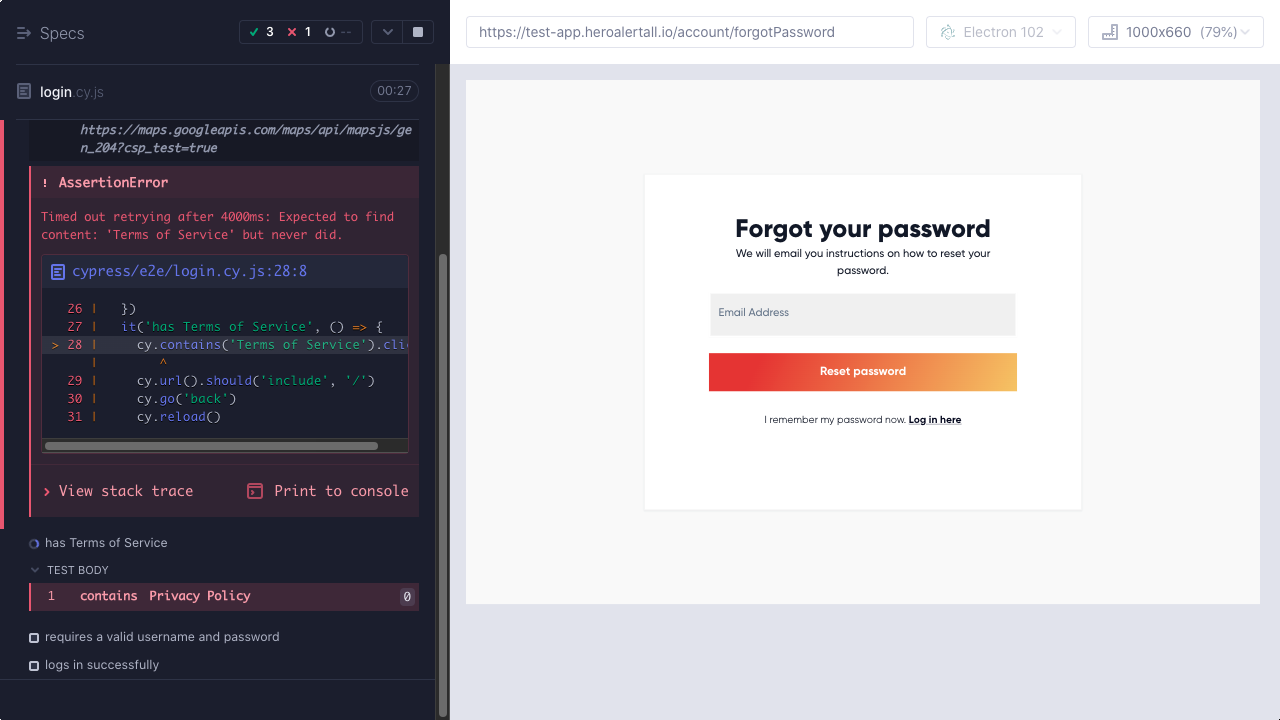 Specs
3
1
--
login.cy.js
00:27
https://maps.googleapis.com/maps/api/mapsjs/ge
n_204?csp_test=true
! AssertionError
Timed out retrying after 4000ms: Expected to find
content: 'Terms of Service' but never did.
cypress/e2e/login.cy.js:28:8
26 | })
27 | it('has Terms of Service', () => {
> 28 | cy.contains('Terms of Service').clic
| ^
29 | cy.url().should('include', '/')
30 | cy.go('back')
31 | cy.reload()
View stack trace
Print to console
has Terms of Service
TEST BODY
1 contains Privacy Policy 0
requires a valid username and password
logs in successfully
https://test-app.heroalertall.io/account/forgotPassword
Electron 102
1000x660 (79%)
Forgot your password
We will email you instructions on how to reset your
password.
Email Address
Reset password
I remember my password now. Log in here